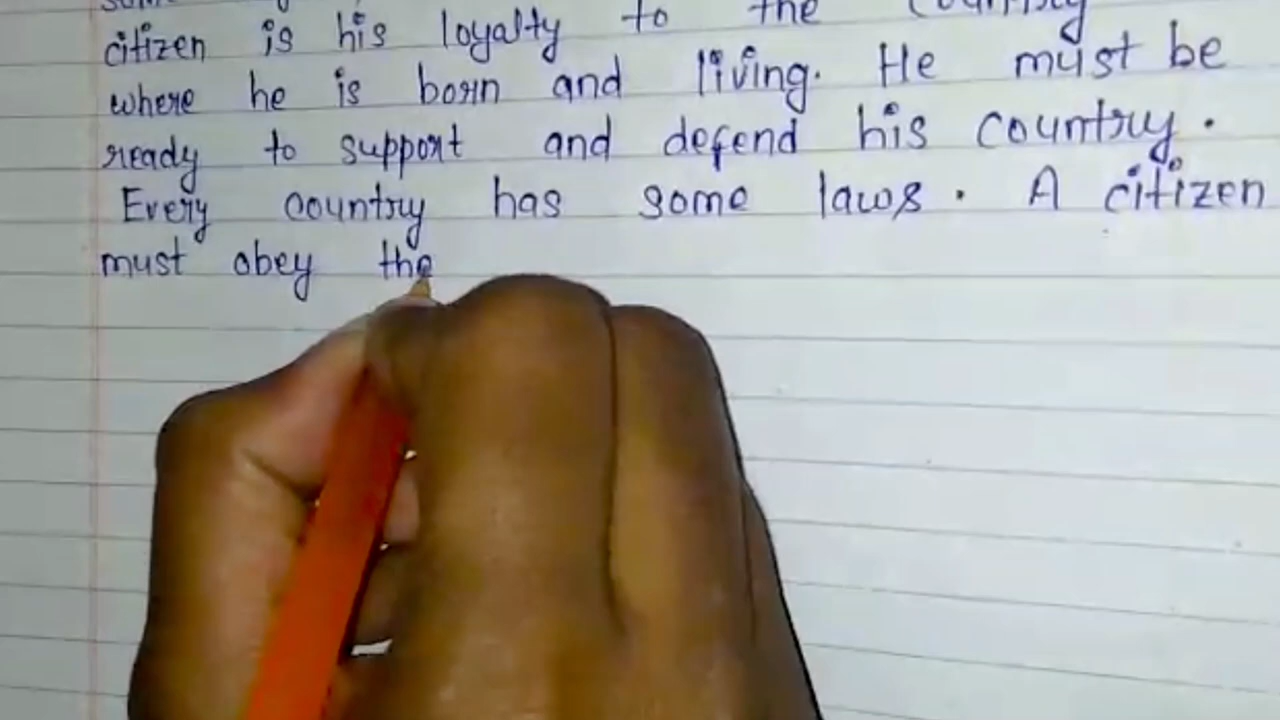 citizen is his loyalty to the country
where he is born and living. He must be
ready to support and defend his country.
Every country has some laws. A citizen
must obey the